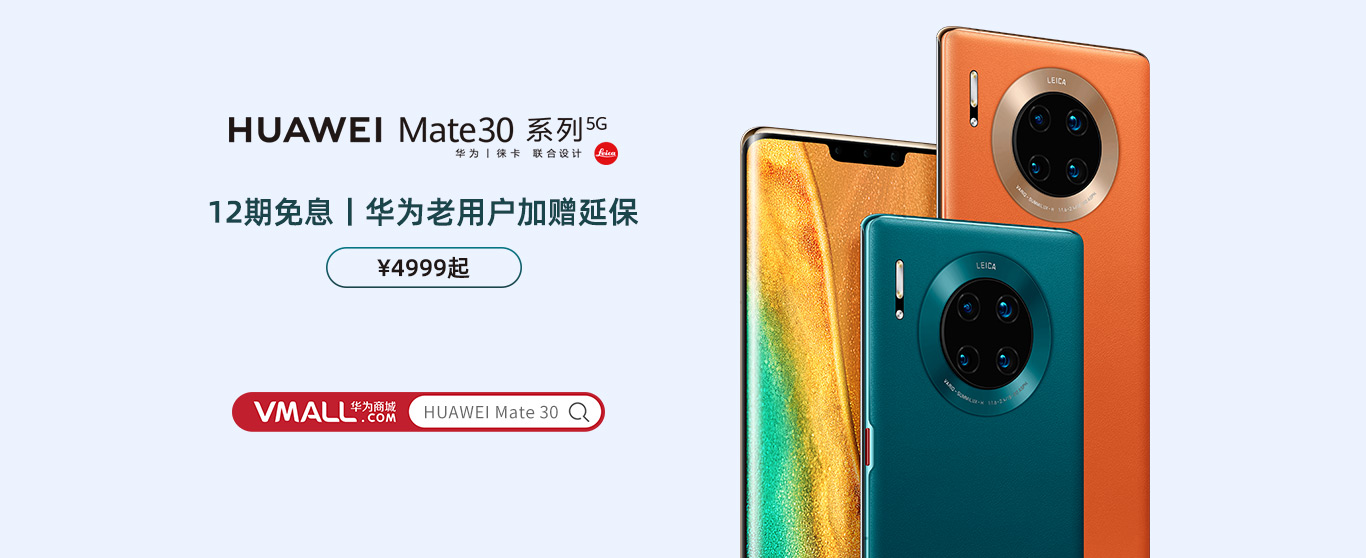 HUAWEI Mate30 系列 5G
华为 | 徕卡 联合设计
Leica
12期免息 | 华为老用户加赠延保
¥4999起
VMALL 华为商城 .COM
HUAWEI Mate 30
LEICA
LEICA